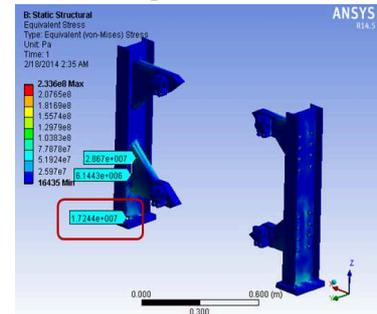 B: Static Structural
Equivalent Stress
Type: Equivalent (von-Mises) Stress
Unit: Pa
Time: 1
2/18/2014 2:35 AM
2.336e8 Max
2.0765e8
1.8169e8
1.5574e8
1.2979e8
1.0383e8
7.7878e7
5.1924e7
2.597e7
16435 Min
ANSYS
R14.5
2.867e+007
6.1443e+006
1.7244e+007
0.000
0.600 (m)
0.300
Z
Y